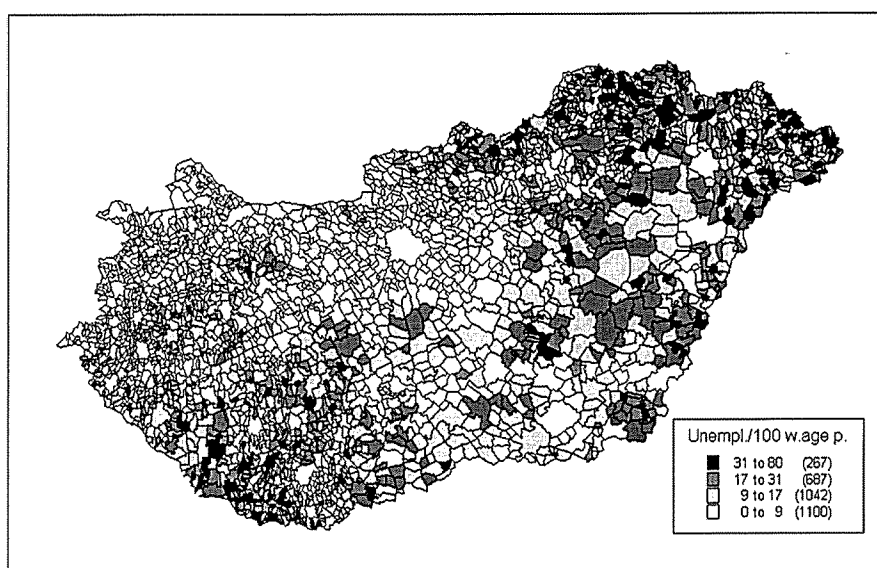 Unempl./100 w.age p.
31 to 80 (267)
17 to 31 (687)
9 to 17 (1042)
0 to 9 (1100)